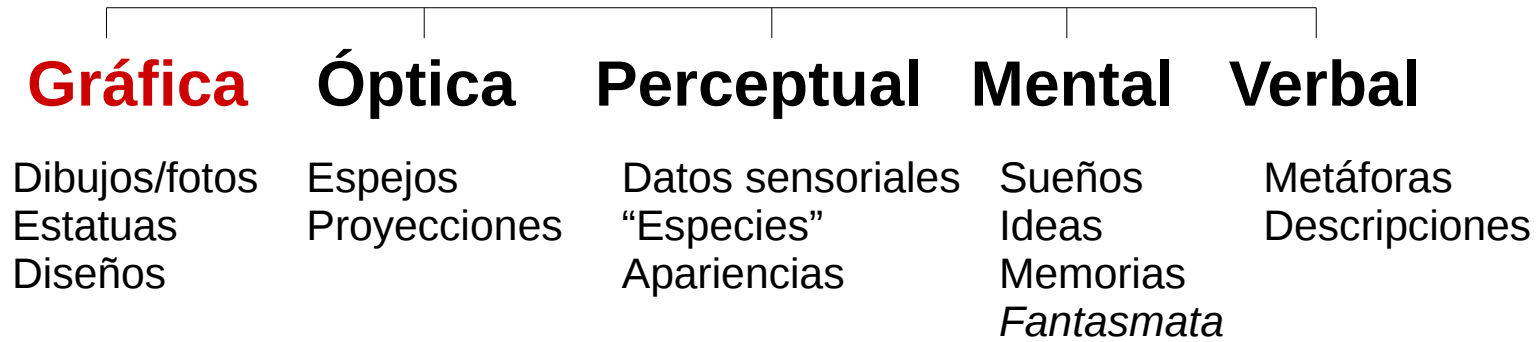 Gráfica Óptica Perceptual Mental Verbal
Dibujos/fotos
Estatuas
Diseños
Espejos
Proyecciones
Datos sensoriales
“Especies”
Apariencias
Sueños
Ideas
Memorias
Fantasmata
Metáforas
Descripciones